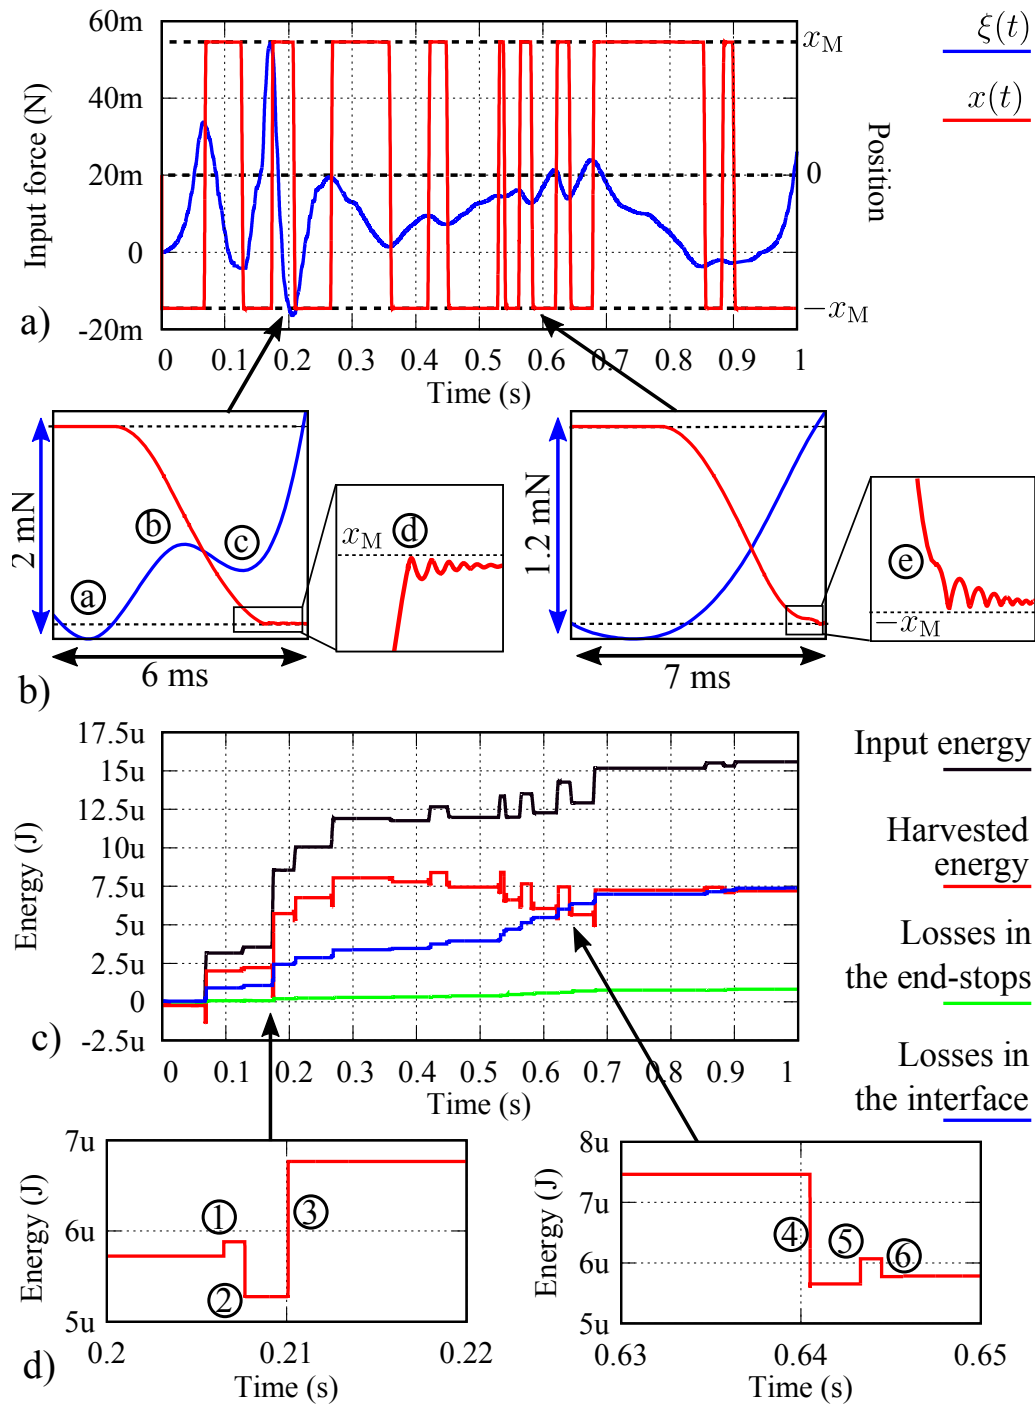 60m
40m
20m
0
-20m
Input force (N)
x_M
0
−x_M
Position
ξ(t)
x(t)
a)
0 0.1 0.2 0.3 0.4 0.5 0.6 0.7 0.8 0.9 1
Time (s)
2 mN
a
b
c
x_M
d
6 ms
1.2 mN
e
−x_M
7 ms
b)
17.5u
15u
12.5u
10u
7.5u
5u
2.5u
0
-2.5u
Energy (J)
Input energy
Harvested
energy
Losses in
the end-stops
Losses in
the interface
c)
0 0.1 0.2 0.3 0.4 0.5 0.6 0.7 0.8 0.9 1
Time (s)
7u
6u
5u
Energy (J)
1
2
3
0.2 0.21 0.22
Time (s)
8u
7u
6u
5u
Energy (J)
4
5
6
0.63 0.64 0.65
Time (s)
d)